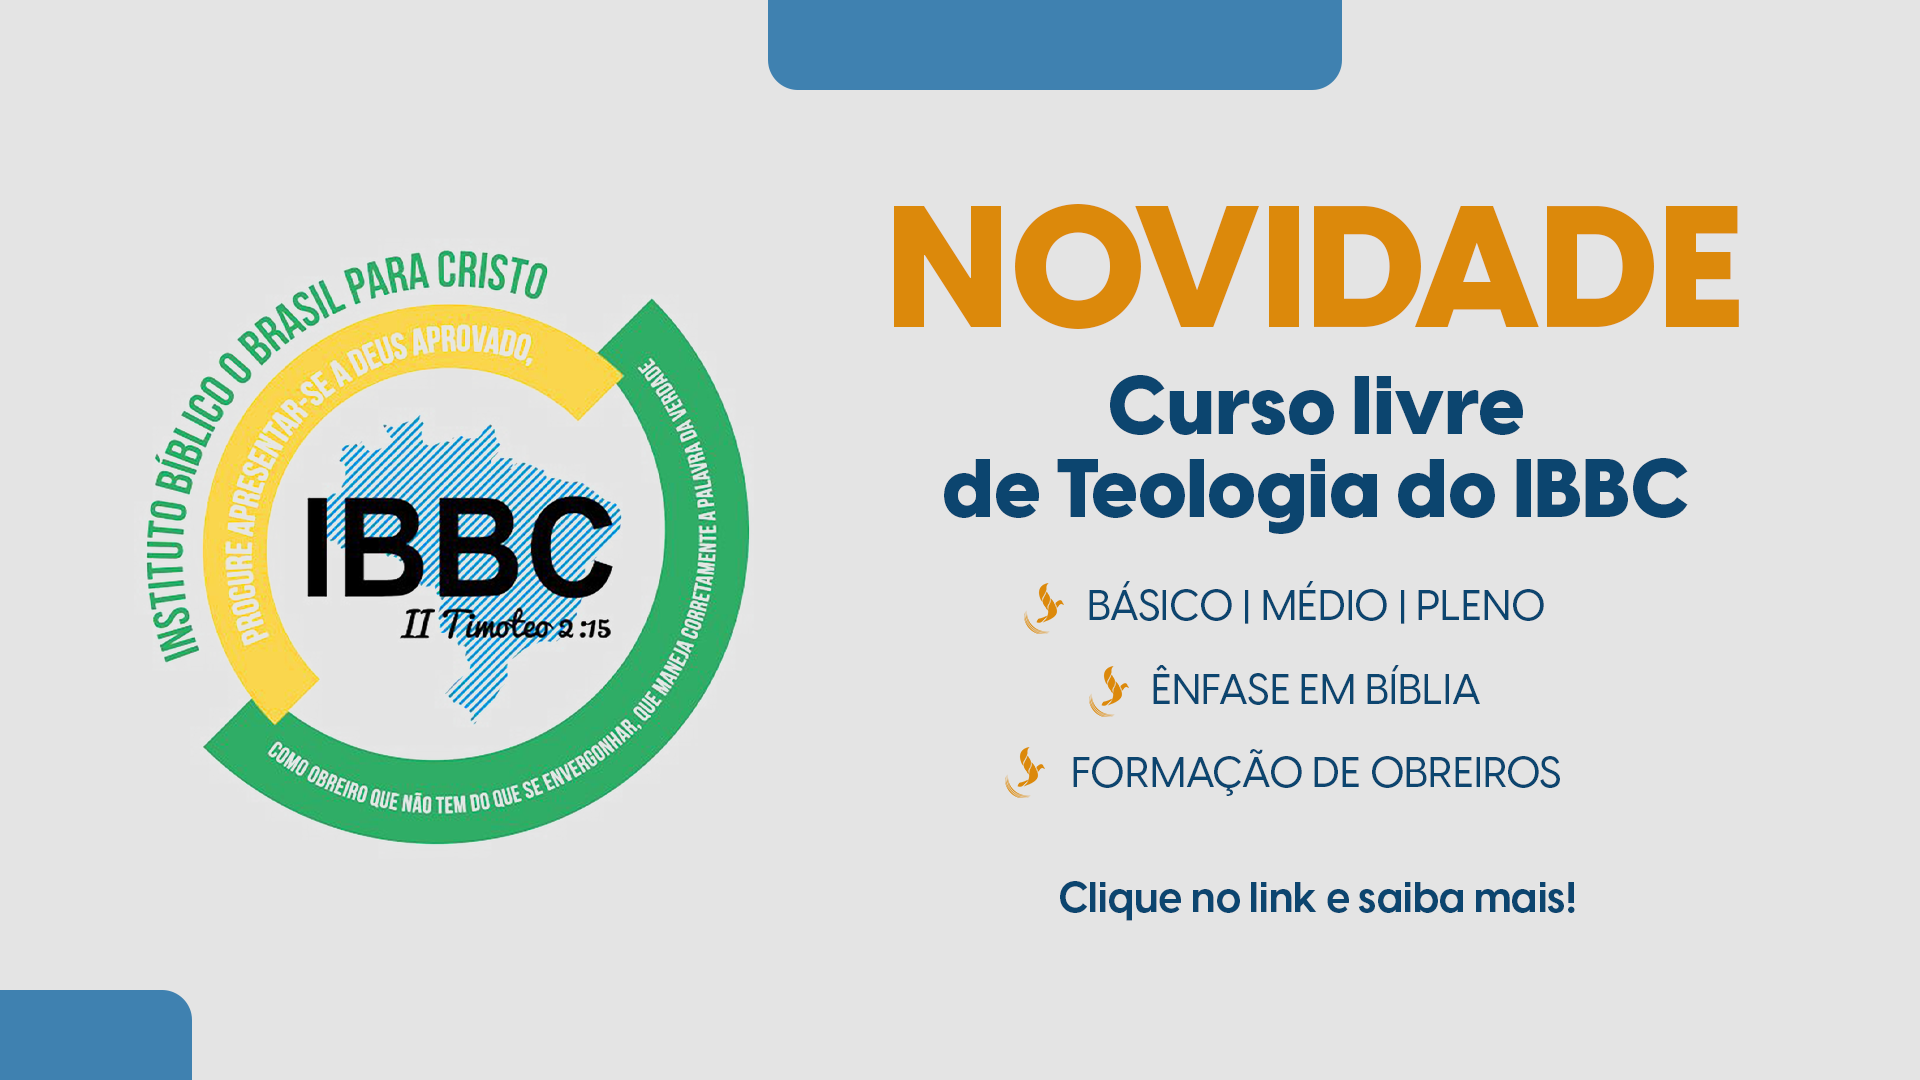 INSTITUTO BÍBLICO O BRASIL PARA CRISTO
PROCURE APRESENTAR-SE A DEUS APROVADO,
COMO OBREIRO QUE NÃO TEM DO QUE SE ENVERGONHAR, QUE MANEJA CORRETAMENTE A PALAVRA DA VERDADE
IBBC
II Timoteo 2:15
NOVIDADE
Curso livre
de Teologia do IBBC
BÁSICO | MÉDIO | PLENO
ÊNFASE EM BÍBLIA
FORMAÇÃO DE OBREIROS
Clique no link e saiba mais!